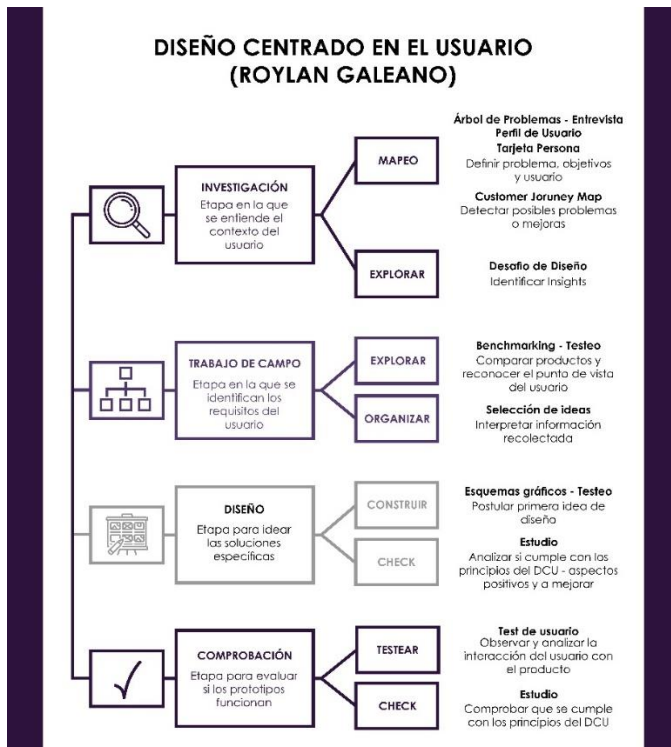 DISEÑO CENTRADO EN EL USUARIO
(ROYLAN GALEANO)
INVESTIGACIÓN
Etapa en la que
se entiende el
contexto del
usuario
MAPEO
Árbol de Problemas - Entrevista
Perfil de Usuario
Tarjeta Persona
Definir problema, objetivos
y usuario
Customer Joruney Map
Detectar posibles problemas
o mejoras
EXPLORAR
Desafio de Diseño
Identificar Insights
TRABAJO DE CAMPO
Etapa en la que se
identifican los
requisitos del
usuario
EXPLORAR
Benchmarking - Testeo
Comparar productos y
reconocer el punta de vista
del usuario
ORGANIZAR
Selección de ideas
Interpretar información
recolectada
DISEÑO
Etapa para idear
las soluciones
específicas
CONSTRUIR
Esquemas gráficos - Testeo
Postular primera idea de
diseña
CHECK
Estudio
Analizar si cumple con los
principios del DCU - aspectos
positivos y a mejorar
COMPROBACIÓN
Etapa para evaluar
si los prototipos
funcionan
TESTEAR
Test de usuario
Observar y analizar la
interacción del usuario con
el producto
CHECK
Estudio
Comprobar que se cumple
con los principios del DCU